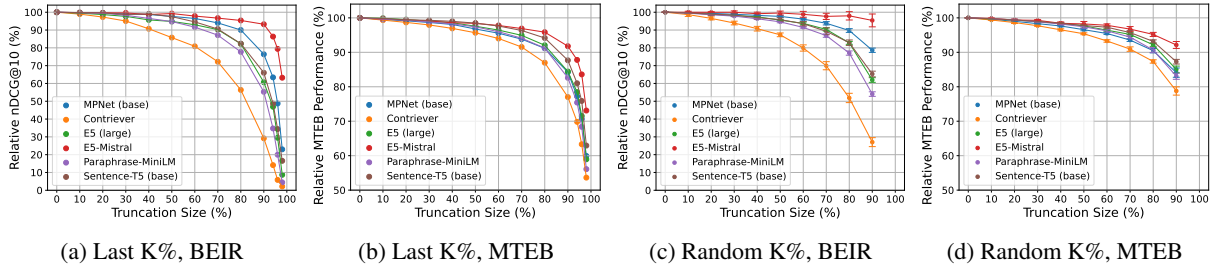 Relative nDCG@10 (%)
100
90
80
70
60
50
40
30
20
10
0
MPNet (base)
Contriever
E5 (large)
E5-Mistral
Paraphrase-MiniLM
Sentence-T5 (base)
0 10 20 30 40 50 60 70 80 90 100
Truncation Size (%)
(a) Last K%, BEIR
Relative MTEB Performance (%)
100
90
80
70
60
50
MPNet (base)
Contriever
E5 (large)
E5-Mistral
Paraphrase-MiniLM
Sentence-T5 (base)
0 10 20 30 40 50 60 70 80 90 100
Truncation Size (%)
(b) Last K%, MTEB
Relative nDCG@10 (%)
100
90
80
70
60
50
40
30
20
10
0
MPNet (base)
Contriever
E5 (large)
E5-Mistral
Paraphrase-MiniLM
Sentence-T5 (base)
0 10 20 30 40 50 60 70 80 90 100
Truncation Size (%)
(c) Random K%, BEIR
Relative MTEB Performance (%)
100
90
80
70
60
50
MPNet (base)
Contriever
E5 (large)
E5-Mistral
Paraphrase-MiniLM
Sentence-T5 (base)
0 10 20 30 40 50 60 70 80 90 100
Truncation Size (%)
(d) Random K%, MTEB